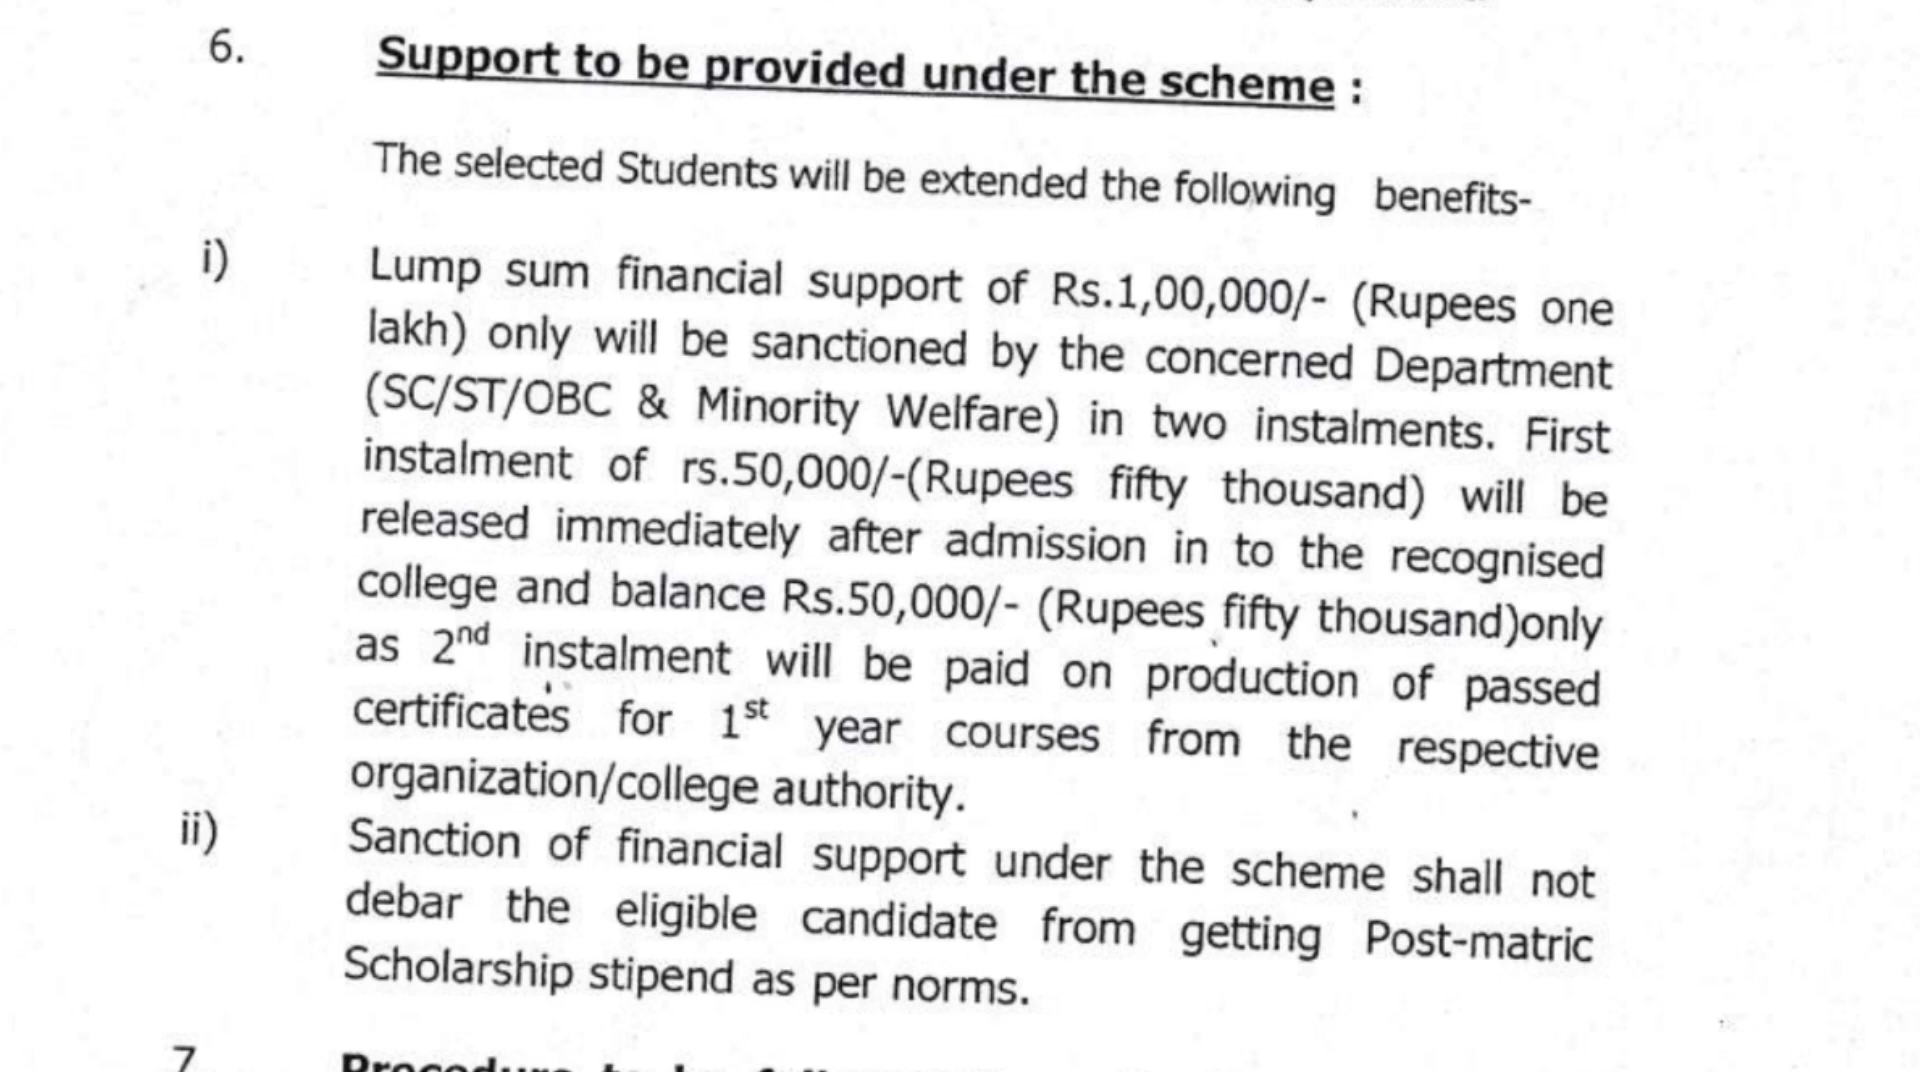 6. Support to be provided under the scheme :
The selected Students will be extended the following benefits-
i) Lump sum financial support of Rs.1,00,000/- (Rupees one
lakh) only will be sanctioned by the concerned Department
(SC/ST/OBC & Minority Welfare) in two instalments. First
instalment of rs.50,000/-(Rupees fifty thousand) will be
released immediately after admission in to the recognised
college and balance Rs.50,000/- (Rupees fifty thousand)only
as 2nd instalment will be paid on production of passed
certificates for 1st year courses from the respective
organization/college authority.
ii) Sanction of financial support under the scheme shall not
debar the eligible candidate from getting Post-matric
Scholarship stipend as per norms.
7 Procedure to be